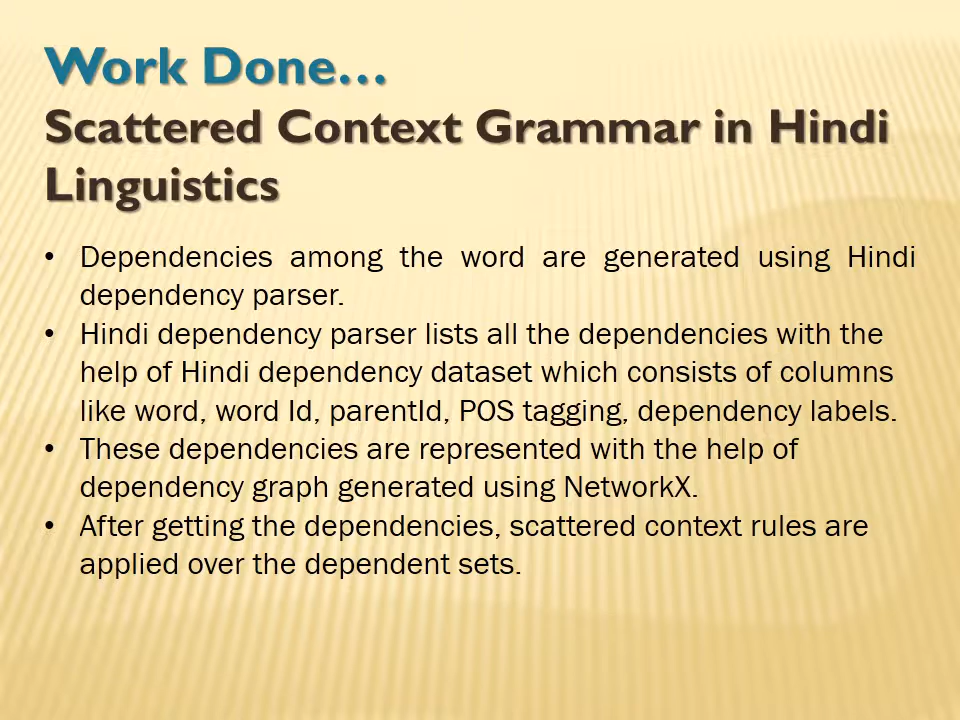 Work Done…
Scattered Context Grammar in Hindi
Linguistics
• Dependencies among the word are generated using Hindi
dependency parser.
• Hindi dependency parser lists all the dependencies with the
help of Hindi dependency dataset which consists of columns
like word, word Id, parentId, POS tagging, dependency labels.
• These dependencies are represented with the help of
dependency graph generated using NetworkX.
• After getting the dependencies, scattered context rules are
applied over the dependent sets.